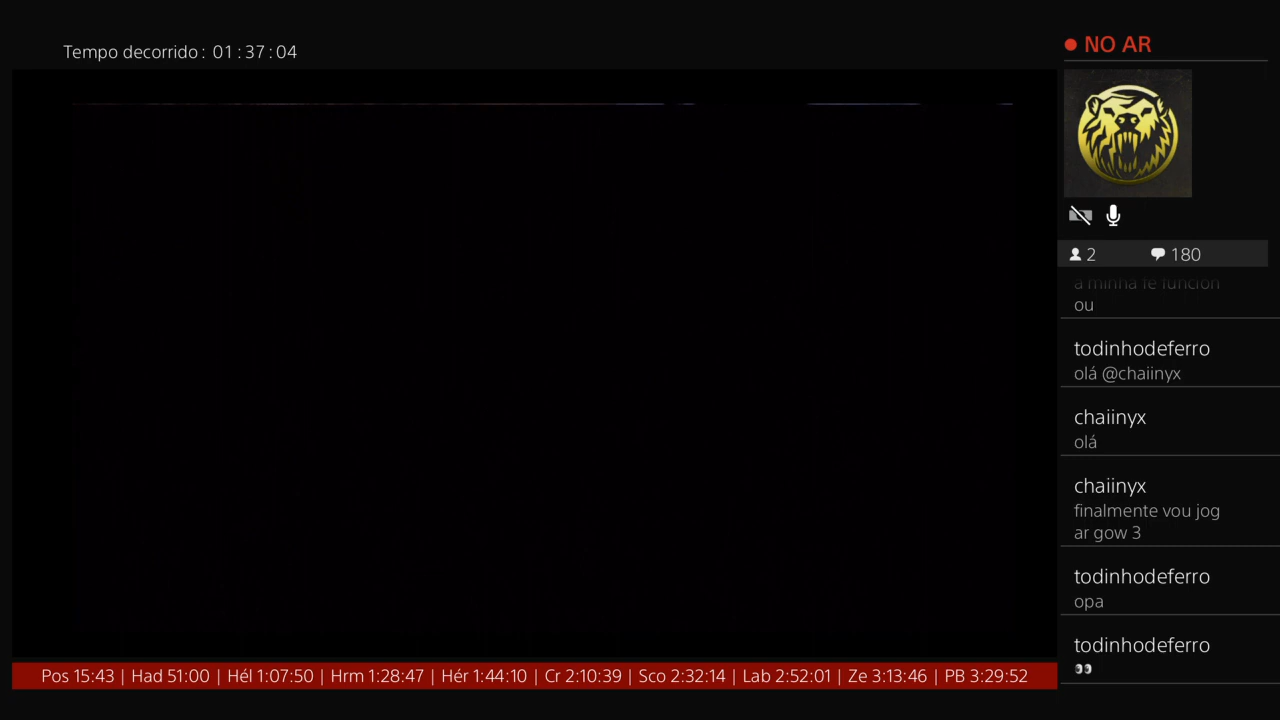 Tempo decorrido: 01:37:04
NO AR
2 180
a minha fé funcion
ou
todinhodeferro
olá @chaiinyx
chaiinyx
olá
chaiinyx
finalmente vou jog
ar gow 3
todinhodeferro
opa
todinhodeferro
👀
Pos 15:43 | Had 51:00 | Hél 1:07:50 | Hrm 1:28:47 | Hér 1:44:10 | Cr 2:10:39 | Sco 2:32:14 | Lab 2:52:01 | Ze 3:13:46 | PB 3:29:52